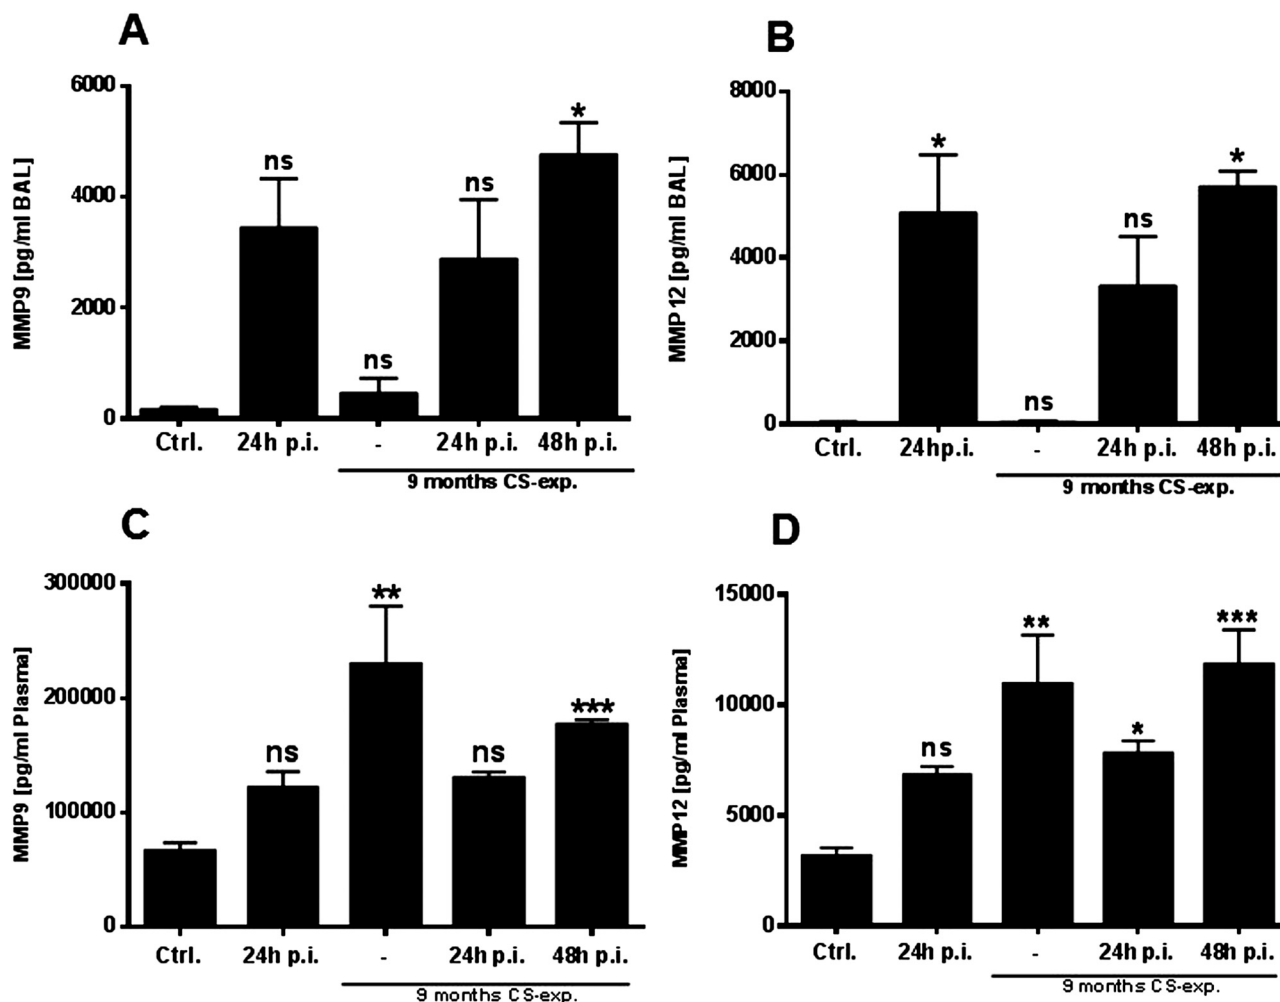 A
MMP9 [pg/ml BAL]
6000
4000
2000
0
ns
ns
ns
*
Ctrl.
24h p.i.
-
24h p.i.
48h p.i.
9 months CS-exp.
B
MMP12 [pg/ml BAL]
8000
6000
4000
2000
0
*
ns
ns
*
Ctrl.
24hp.i.
-
24h p.i.
48h p.i.
9 months CS-exp.
C
MMP9 [pg/ml Plasma]
300000
200000
100000
0
ns
**
ns
***
Ctrl.
24h p.i.
-
24h p.i.
48h p.i.
9 months CS-exp.
D
MMP12 [pg/ml Plasma]
15000
10000
5000
0
ns
**
*
***
Ctrl.
24h p.i.
-
24h p.i.
48h p.i.
9 months CS-exp.